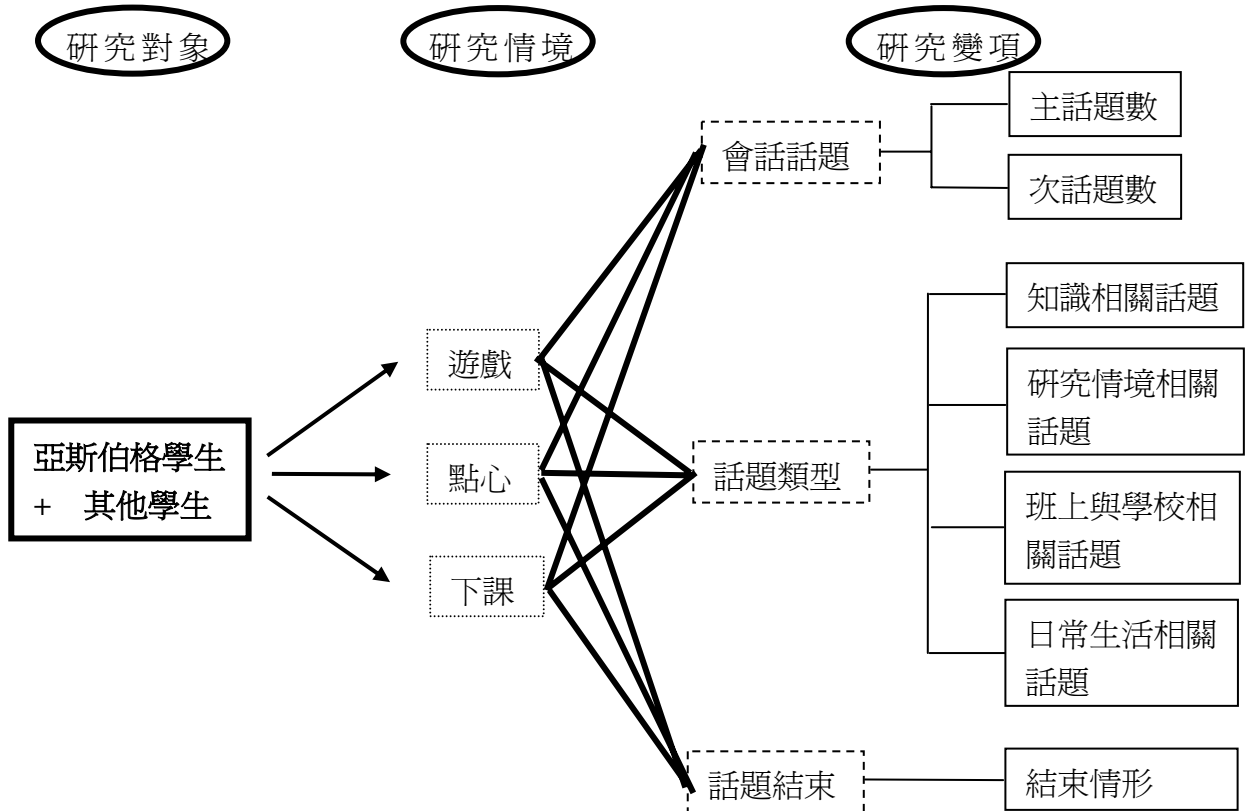 研究對象
研究情境
研究變項
主話題數
會話話題
次話題數
知識相關話題
遊戲
研究情境相關
話題
亞斯伯格學生
+ 其他學生
點心
話題類型
班上與學校相
關話題
下課
日常生活相關
話題
話題結束
結束情形